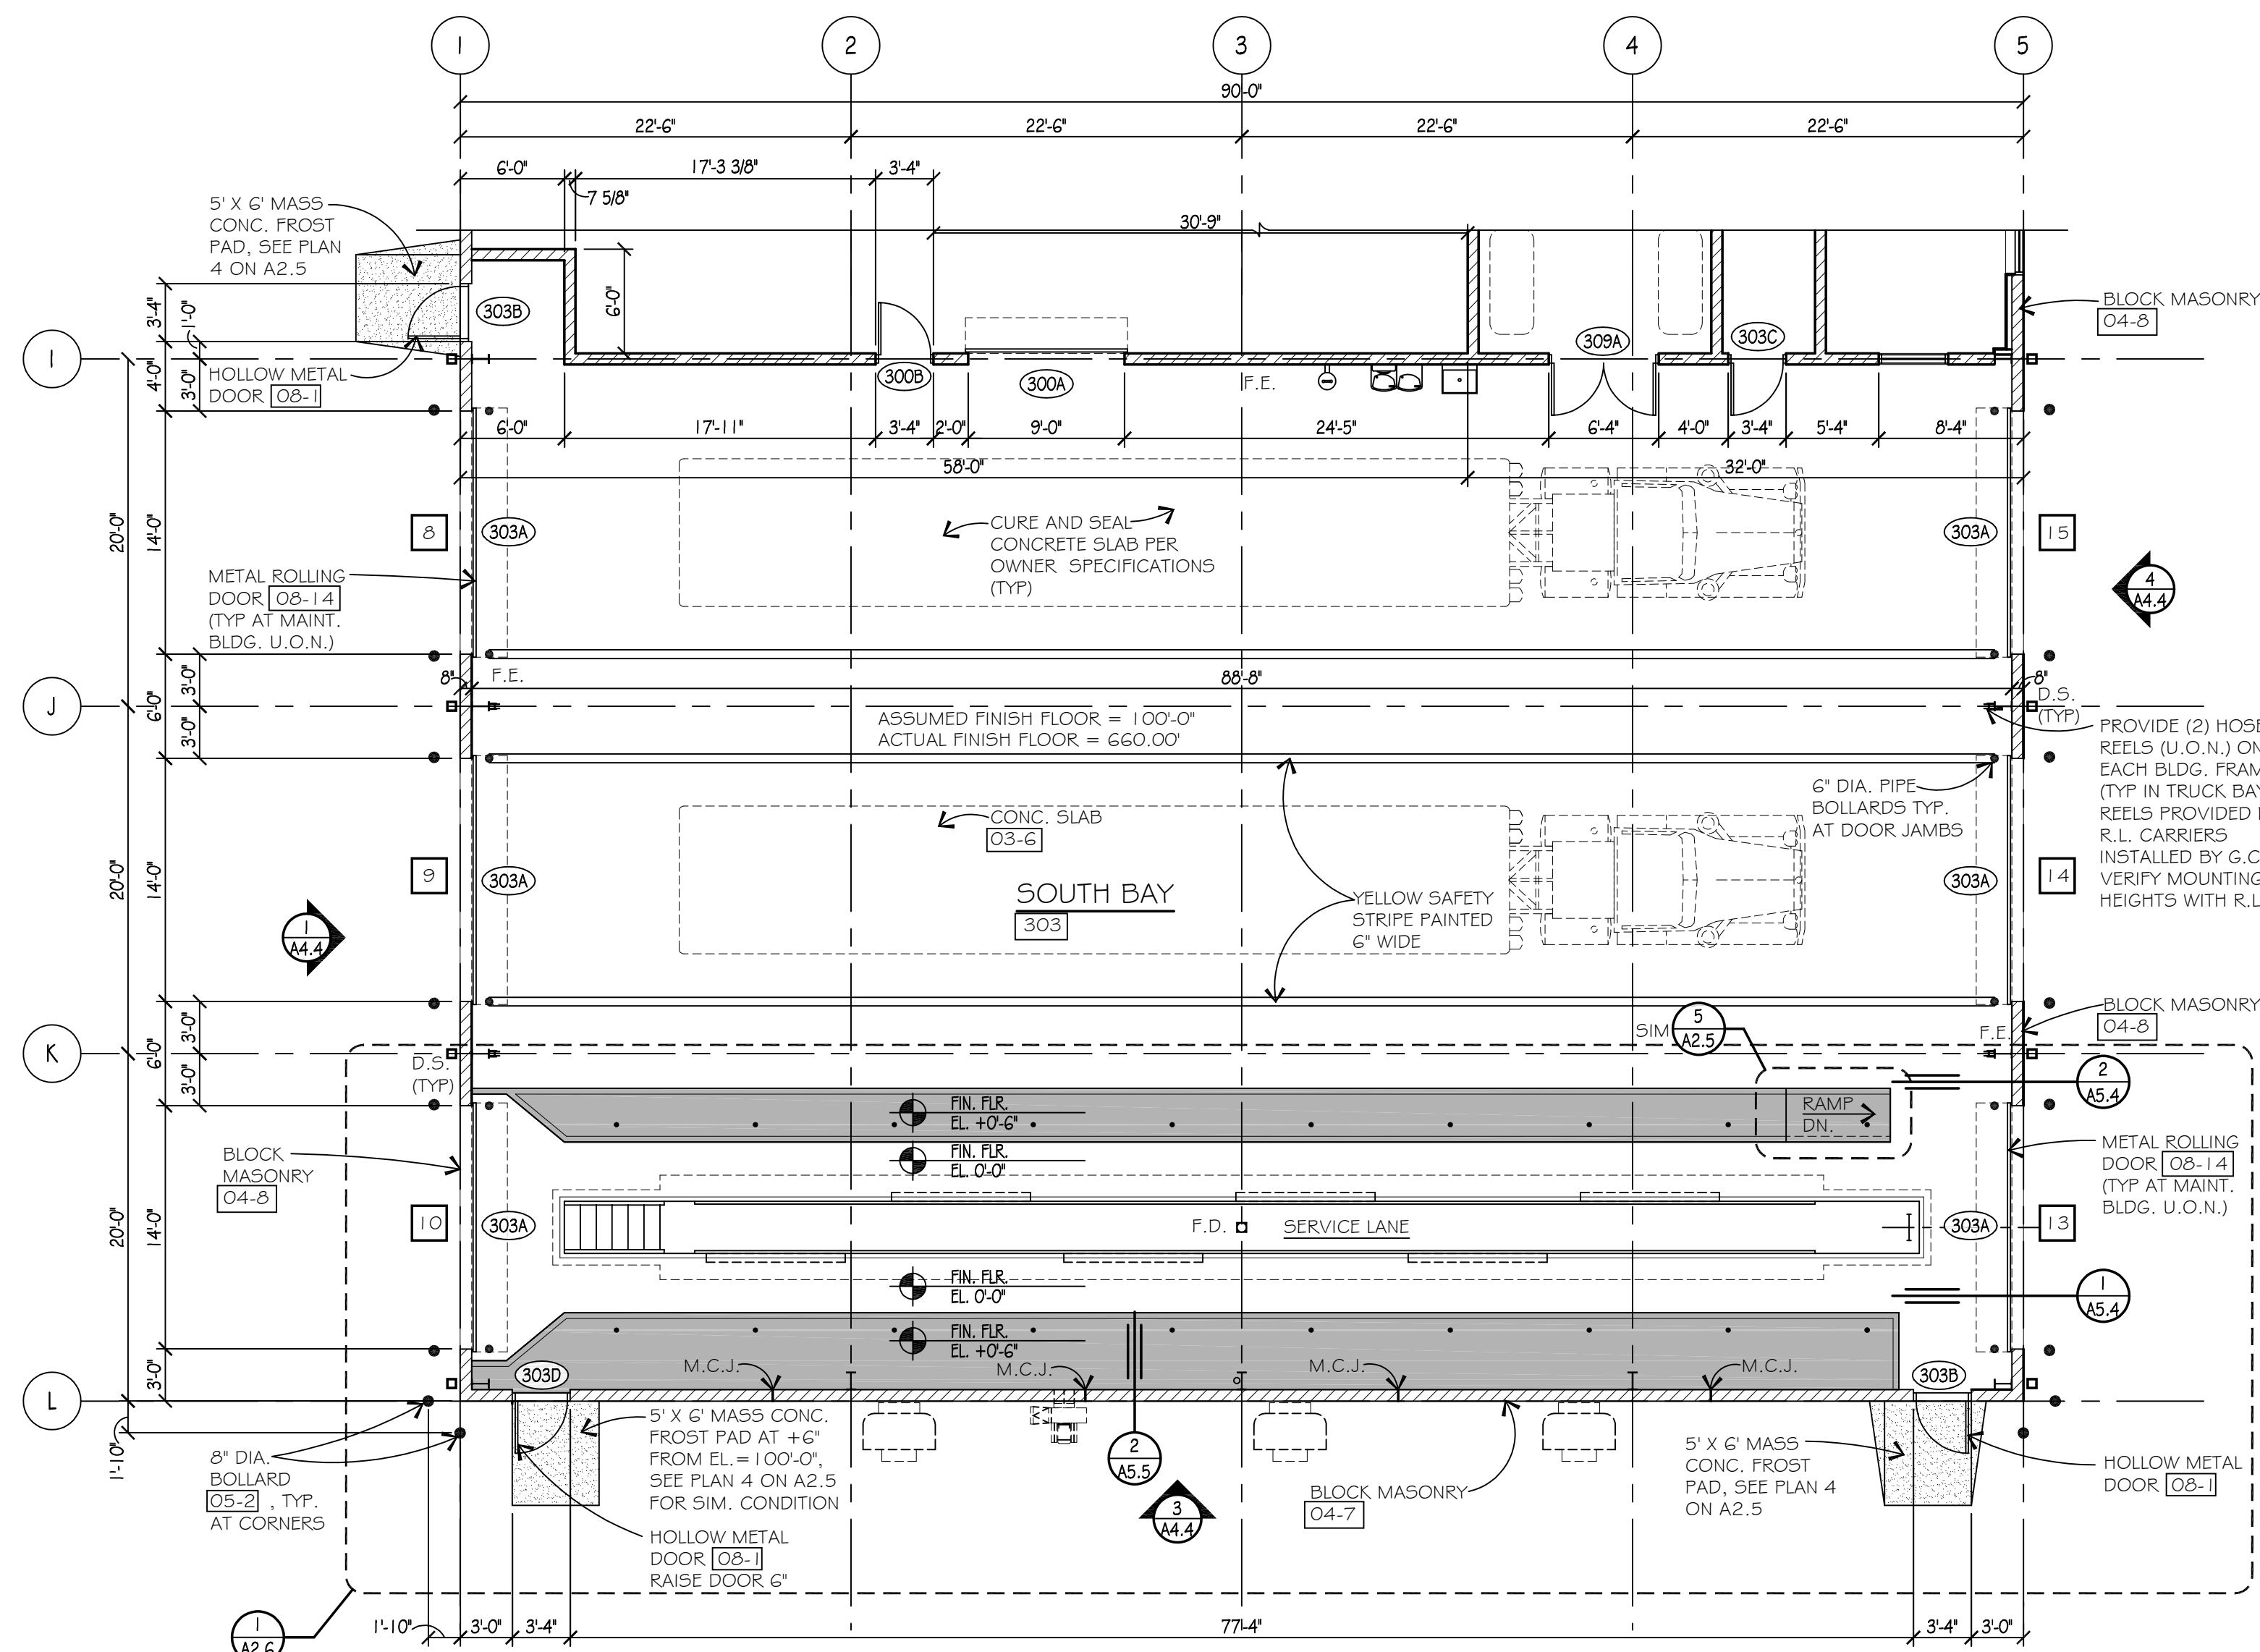 1
2
3
4
5
90'-0"
22'-6"
22'-6"
22'-6"
22'-6"
6'-0"
17'-3 3/8"
3'-4"
7 5/8"
30'-9"
5' X 6' MASS
CONC. FROST
PAD, SEE PLAN
4 ON A2.5
6'-0"
303B
3'-4"
1'-0"
4'-0"
3'-0"
HOLLOW METAL
DOOR 08-1
I
300B
300A
F.E.
309A
303C
BLOCK MASONRY
04-8
6'-0"
17'-11"
3'-4"
2'-0"
9'-0"
24'-5"
6'-4"
4'-0"
3'-4"
5'-4"
8'-4"
58'-0"
32'-0"
20'-0"
14'-0"
8
303A
CURE AND SEAL
CONCRETE SLAB PER
OWNER SPECIFICATIONS
(TYP)
303A
15
METAL ROLLING
DOOR 08-14
(TYP AT MAINT.
BLDG. U.O.N.)
4
A4.4
8"
F.E.
88'-8"
8"
J
3'-0"
6'-0"
3'-0"
D.S.
(TYP)
ASSUMED FINISH FLOOR = 100'-0"
ACTUAL FINISH FLOOR = 660.00'
PROVIDE (2) HOSE
REELS (U.O.N.) ON
EACH BLDG. FRAM
(TYP IN TRUCK BAY
REELS PROVIDED
R.L. CARRIERS
INSTALLED BY G.C
VERIFY MOUNTING
HEIGHTS WITH R.L
6" DIA. PIPE
BOLLARDS TYP.
AT DOOR JAMBS
CONC. SLAB
03-6
20'-0"
14'-0"
9
303A
SOUTH BAY
303
YELLOW SAFETY
STRIPE PAINTED
6" WIDE
303A
14
1
A4.4
SIM
5
A2.5
F.E.
BLOCK MASONRY
04-8
K
3'-0"
6'-0"
3'-0"
D.S.
(TYP)
2
A5.4
FIN. FLR.
EL. +0'-6"
RAMP
DN.
FIN. FLR.
EL. 0'-0"
BLOCK
MASONRY
04-8
METAL ROLLING
DOOR 08-14
(TYP AT MAINT.
BLDG. U.O.N.)
20'-0"
14'-0"
10
303A
F.D.
SERVICE LANE
303A
13
FIN. FLR.
EL. 0'-0"
1
A5.4
FIN. FLR.
EL. +0'-6"
3'-0"
303D
M.C.J.
M.C.J.
M.C.J.
M.C.J.
303B
L
1'-10"
8" DIA.
BOLLARD
05-2 , TYP.
AT CORNERS
5' X 6' MASS CONC.
FROST PAD AT +6"
FROM EL.=100'-0",
SEE PLAN 4 ON A2.5
FOR SIM. CONDITION
2
A5.5
5' X 6' MASS
CONC. FROST
PAD, SEE PLAN 4
ON A2.5
HOLLOW METAL
DOOR 08-1
BLOCK MASONRY
04-7
3
A4.4
HOLLOW METAL
DOOR 08-1
RAISE DOOR 6"
1
A2.6
1'-10"
3'-0"
3'-4"
77'-4"
3'-4"
3'-0"